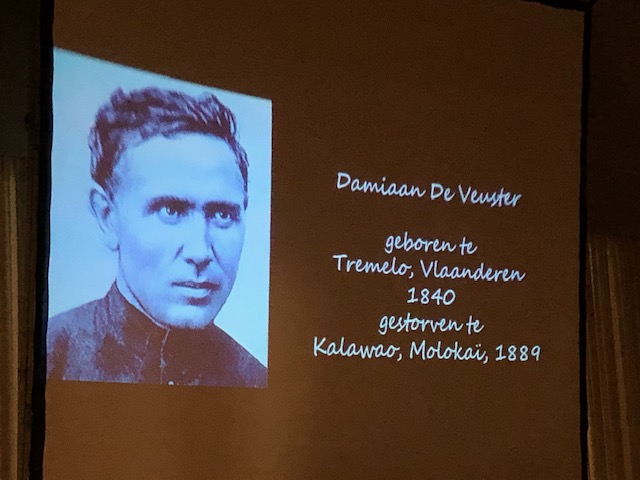 Damiaan De Veuster
geboren te
Tremelo, Vlaanderen
1840
gestorven te
Kalawao, Molokaï, 1889